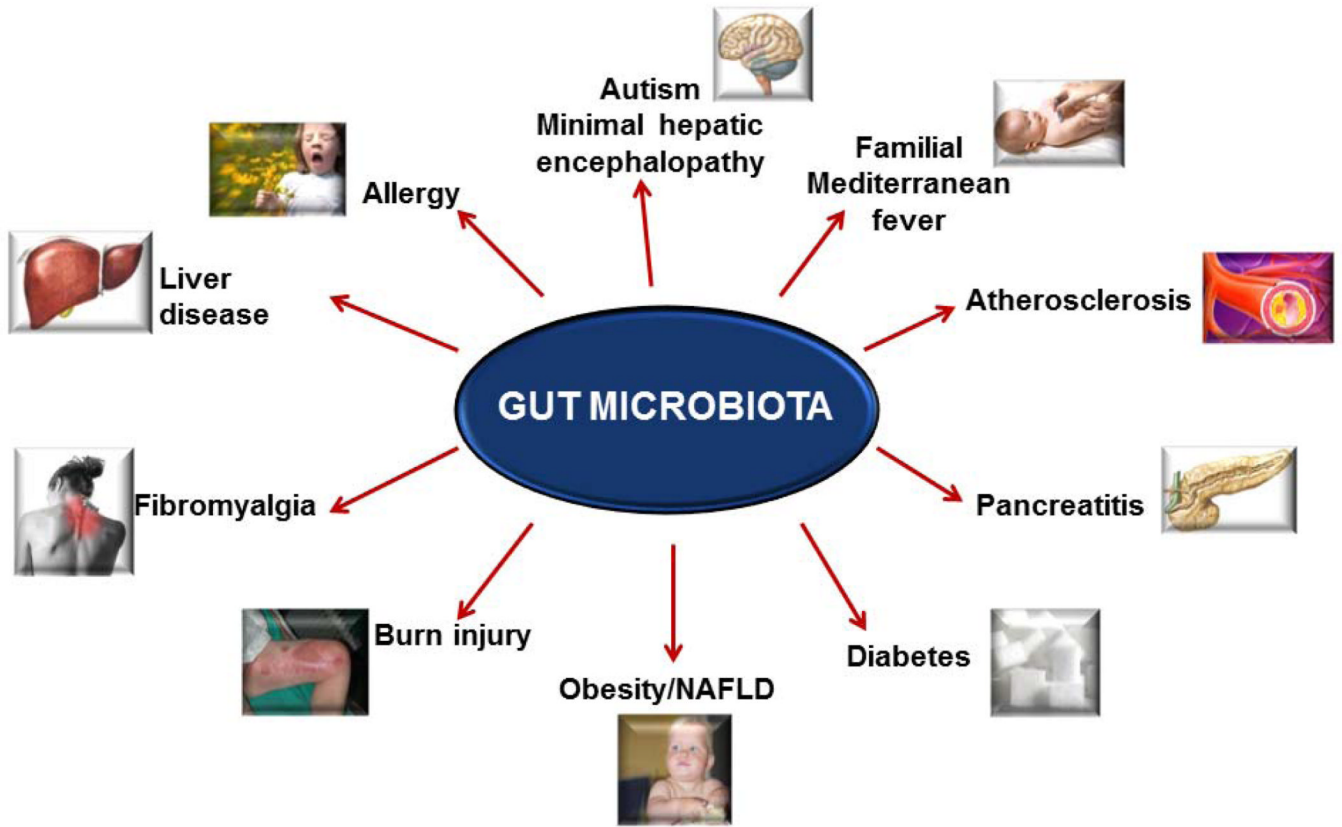 Autism
Minimal hepatic
encephalopathy
Familial
Mediterranean
fever
Allergy
Liver
disease
Atherosclerosis
GUT MICROBIOTA
Fibromyalgia
Pancreatitis
Burn injury
Diabetes
Obesity/NAFLD